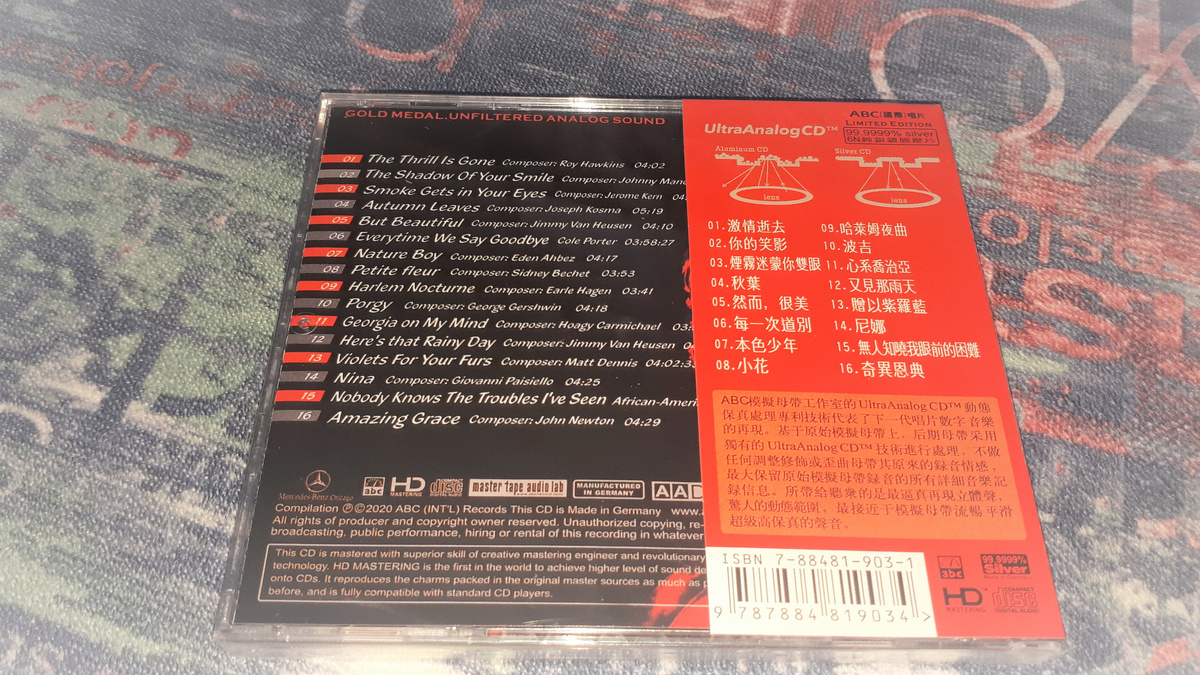 GOLD MEDAL.UNFILTERED ANALOG SOUND
01 The Thrill Is Gone Composer: Roy Hawkins 04:02
02 The Shadow Of Your Smile Composer: Johnny
03 Smoke Gets in Your Eyes Composer: Jerome Kern
04 Autumn Leaves Composer: Joseph Kosma 05:19
05 But Beautiful Composer: Jimmy Van Heusen 04:10
06 Everytime We Say Goodbye Cole Porter 03:58:27
07 Nature Boy Composer: Eden Ahbez 04:17
08 Petite fleur Composer: Sidney Bechet 03:53
09 Harlem Nocturne Composer: Earle Hagen 03:41
10 Porgy Composer: George Gershwin 04:18
11 Georgia on My Mind Composer: Hoagy Carmichael
12 Here's that Rainy Day Composer: Jimmy Van Heusen
13 Violets For Your Furs Composer: Matt Dennis
14 Nina Composer: Giovanni Paisiello 04:25
15 Nobody Knows The Troubles I've Seen
16 Amazing Grace Composer: John Newton 04:29
Mercedes-Benz Chicago
abc
HD MASTERING
COMPACT disc DIGITAL AUDIO
master tape audio lab
MANUFACTURED IN GERMANY
AAD
Compilation ℗©2020 ABC (INT'L) Records This CD is Made in Germany
All rights of producer and copyright owner reserved. Unauthorized copying, re-
broadcasting, public performance, hiring or rental of this recording in whatever
This CD is mastered with superior skill of creative mastering engineer and revolutionary
technology. HD MASTERING is the first in the world to achieve higher level of sound
onto CDs. It reproduces the charms packed in the original master sources as much as
before, and is fully compatible with standard CD players.
ABC(國際)唱片
LIMITED EDITION
UltraAnalogCD™
99.9999% silver
6N純銀鍍膜壓片
Aluminum CD
Silver CD
lens
lens
01.激情逝去
02.你的笑影
03.煙霧迷蒙你雙眼
04.秋葉
05.然而，很美
06.每一次道別
07.本色少年
08.小花
09.哈萊姆夜曲
10.波吉
11.心系喬治亞
12.又見那雨天
13.贈以紫羅藍
14.尼娜
15.無人知曉我眼前的困難
16.奇異恩典
ABC模擬母帶工作室的UltraAnalog CD™動態
保真處理專利技術代表了下一代唱片數字音樂
的再現。基于原始模擬母帶上，后期母帶采用
獨有的UltraAnalog CD™技術進行處理，不做
任何調整修飾或歪曲母帶其原來的錄音情感，
最大保留原始模擬母帶錄音的所有詳細音樂記
錄信息。所帶給聽衆的是最逼真再現立體聲，
驚人的動態範圍，最接近于模擬母帶流暢平滑
超級高保真的聲音。
ISBN 7-88481-903-1
9 787884 819034 >
abc
99.9999%
Silver
HD™ MASTERING
COMPACT disc DIGITAL AUDIO